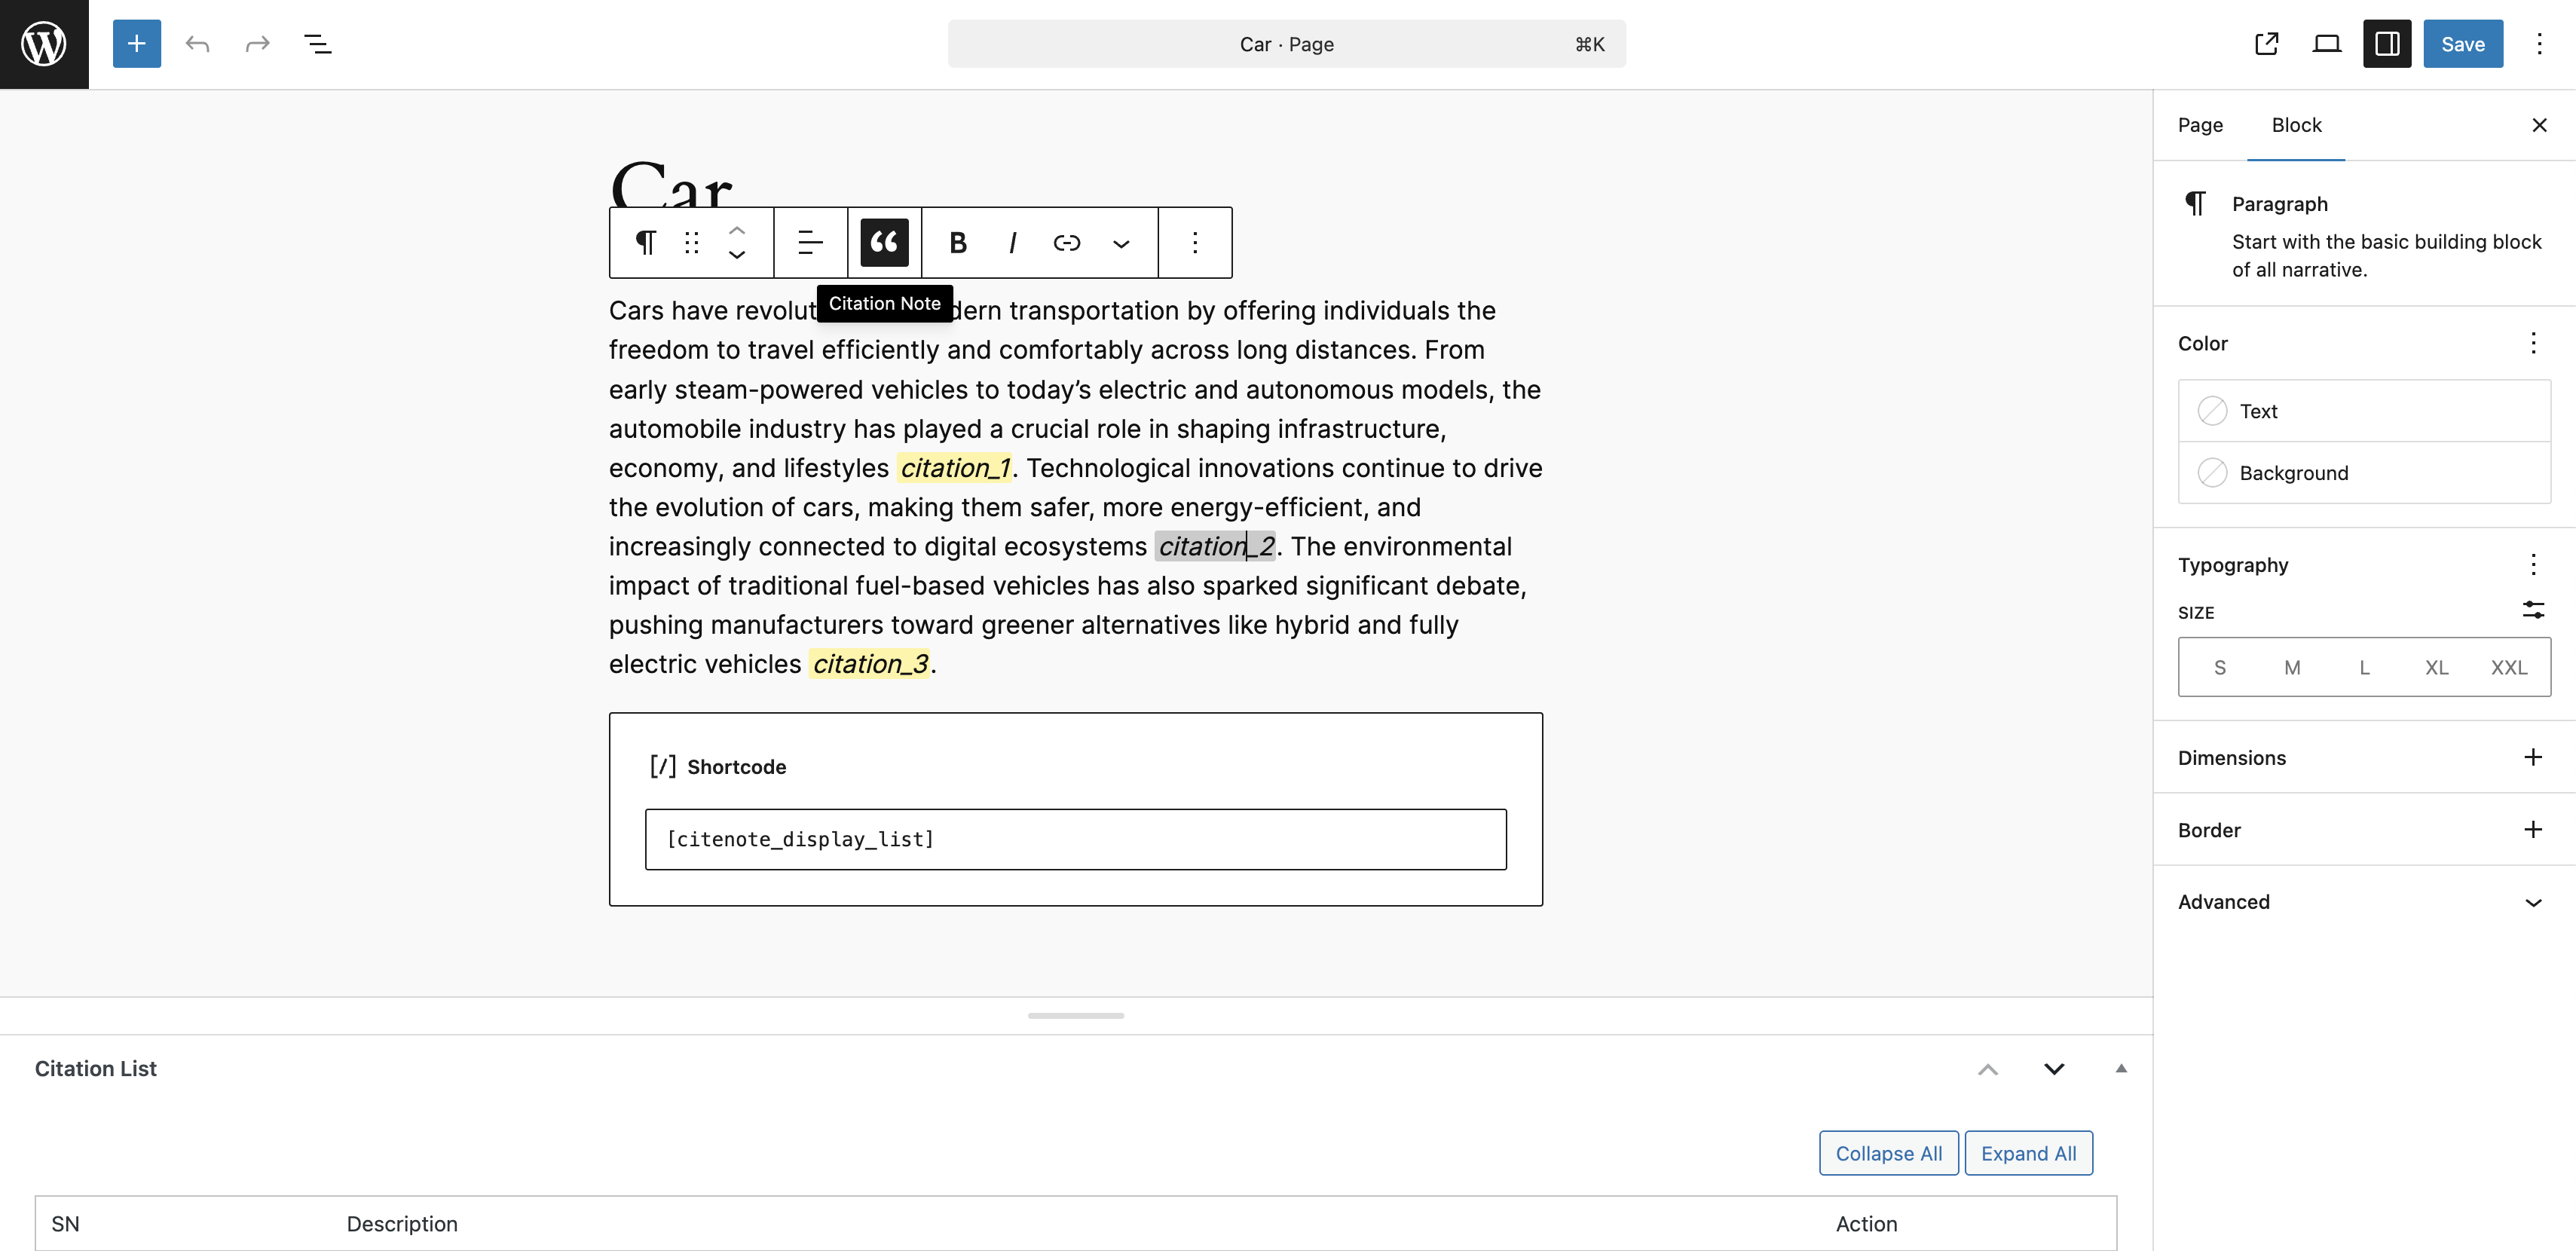 Car · Page ⌘K
Save
Page Block
Car
Citation Note
Cars have revolut dern transportation by offering individuals the
freedom to travel efficiently and comfortably across long distances. From
early steam-powered vehicles to today’s electric and autonomous models, the
automobile industry has played a crucial role in shaping infrastructure,
economy, and lifestyles citation_1. Technological innovations continue to drive
the evolution of cars, making them safer, more energy-efficient, and
increasingly connected to digital ecosystems citation_2. The environmental
impact of traditional fuel-based vehicles has also sparked significant debate,
pushing manufacturers toward greener alternatives like hybrid and fully
electric vehicles citation_3.
[/] Shortcode
[citenote_display_list]
Paragraph
Start with the basic building block
of all narrative.
Color
Text
Background
Typography
SIZE
S M L XL XXL
Dimensions
Border
Advanced
Citation List
Collapse All Expand All
SN Description Action